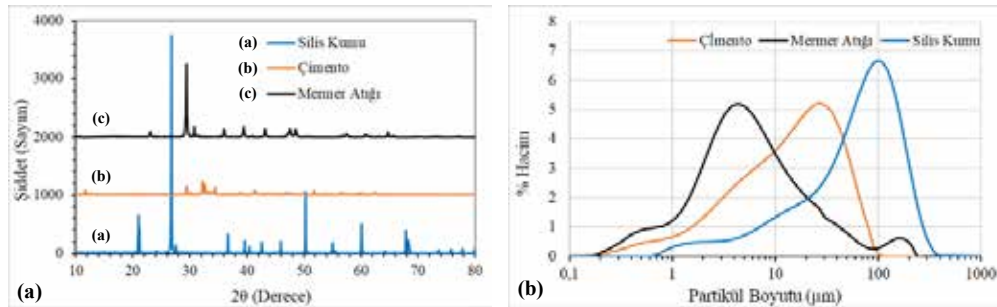 4000
3000
2000
1000
0
Şiddet (Sayım)
(a) Silis Kumu
(b) Çimento
(c) Mermer Atığı
(c)
(b)
(a)
10 20 30 40 50 60 70 80
2θ (Derece)
(a)
8
7
6
5
4
3
2
1
0
% Hacim
Çİmento Mermer Atığı Silis Kumu
0,1 1 10 100 1000
Partikül Boyutu (μm)
(b)